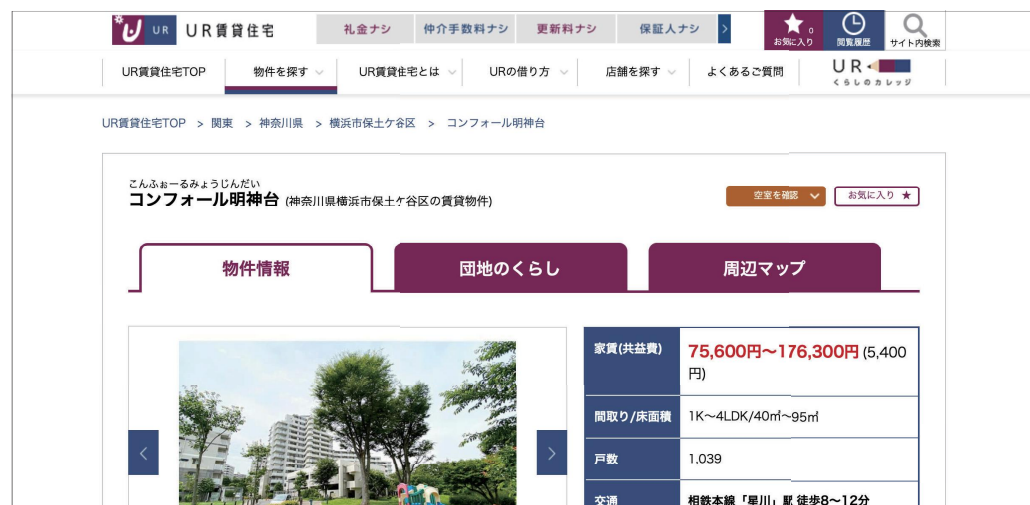 UR UR賃貸住宅 礼金ナシ 仲介手数料ナシ 更新料ナシ 保証人ナシ
0
お気に入り 閲覧履歴 サイト内検索
UR賃貸住宅TOP 物件を探す UR賃貸住宅とは URの借り方 店舗を探す よくあるご質問
UR
くらしのカレッジ
UR賃貸住宅TOP > 関東 > 神奈川県 > 横浜市保土ケ谷区 > コンフォール明神台
こんふぉーるみょうじんだい
コンフォール明神台 (神奈川県横浜市保土ケ谷区の賃貸物件)
空室を確認 お気に入り ★
物件情報 団地のくらし 周辺マップ
家賃(共益費) 75,600円～176,300円 (5,400
円)
間取り/床面積 1K～4LDK/40㎡～95㎡
戸数 1,039
交通 相鉄本線「星川」駅 徒歩8～12分